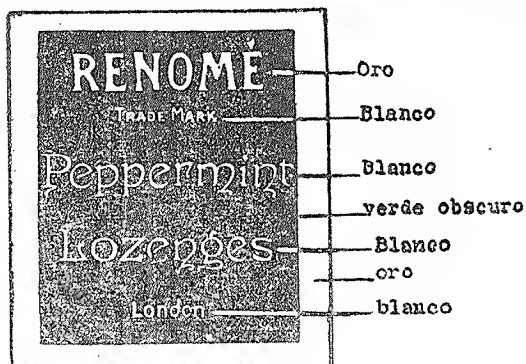 RENOMÉ
Oro
TRADE MARK
Blanco
Peppermint
Blanco
verde obscuro
Lozenges
Blanco
oro
London
blanco